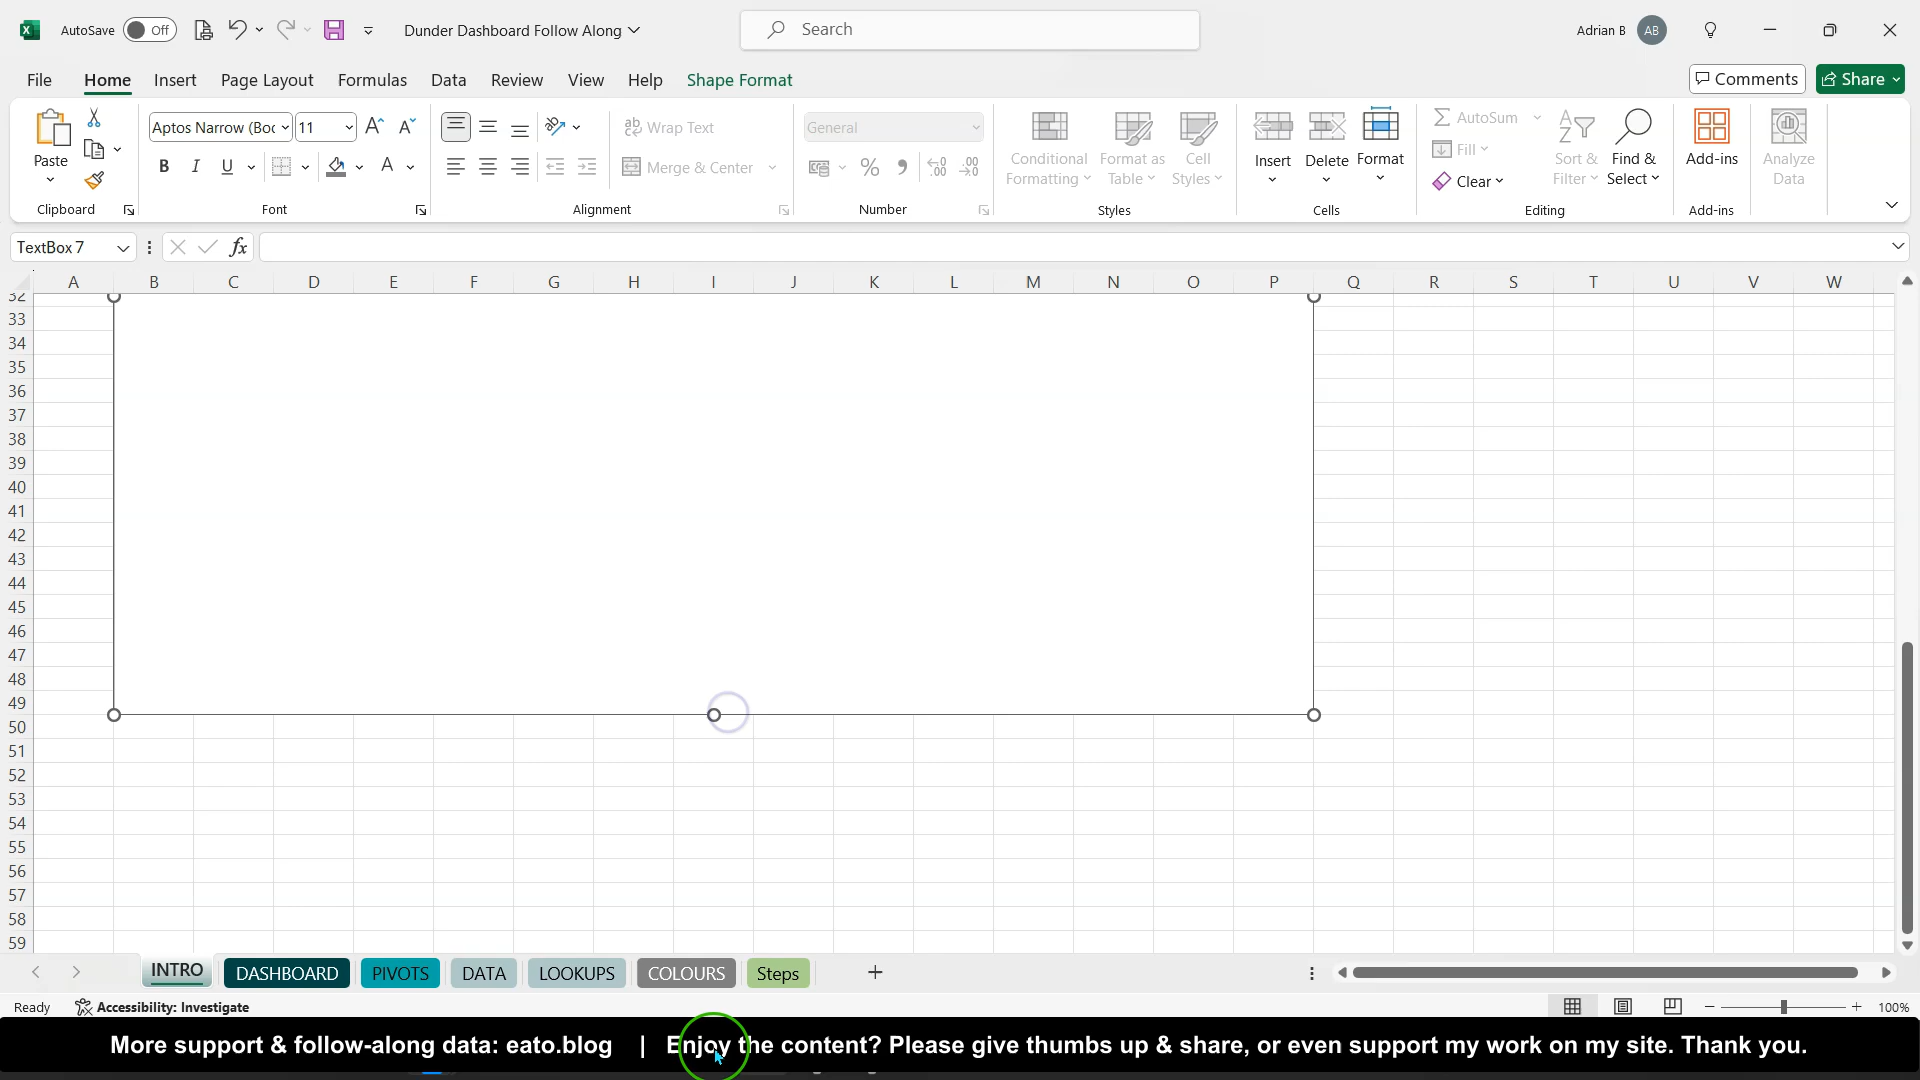 AutoSave Off Dunder Dashboard Follow Along Search Adrian B AB
File Home Insert Page Layout Formulas Data Review View Help Shape Format Comments Share
Paste
Clipboard
Aptos Narrow (Boc 11
B I U A
Font
Wrap Text
Merge & Center
Alignment
General
Number
Conditional Formatting
Format as Table
Cell Styles
Styles
Insert Delete Format
Cells
AutoSum
Fill
Clear
Sort & Filter
Find & Select
Editing
Add-ins
Add-ins
Analyze Data
TextBox 7 fx
A B C D E F G H I J K L M N O P Q R S T U V W
32
33
34
35
36
37
38
39
40
41
42
43
44
45
46
47
48
49
50
51
52
53
54
55
56
57
58
59
INTRO DASHBOARD PIVOTS DATA LOOKUPS COLOURS Steps
Ready Accessibility: Investigate 100%
More support & follow-along data: eato.blog | Enjoy the content? Please give thumbs up & share, or even support my work on my site. Thank you.